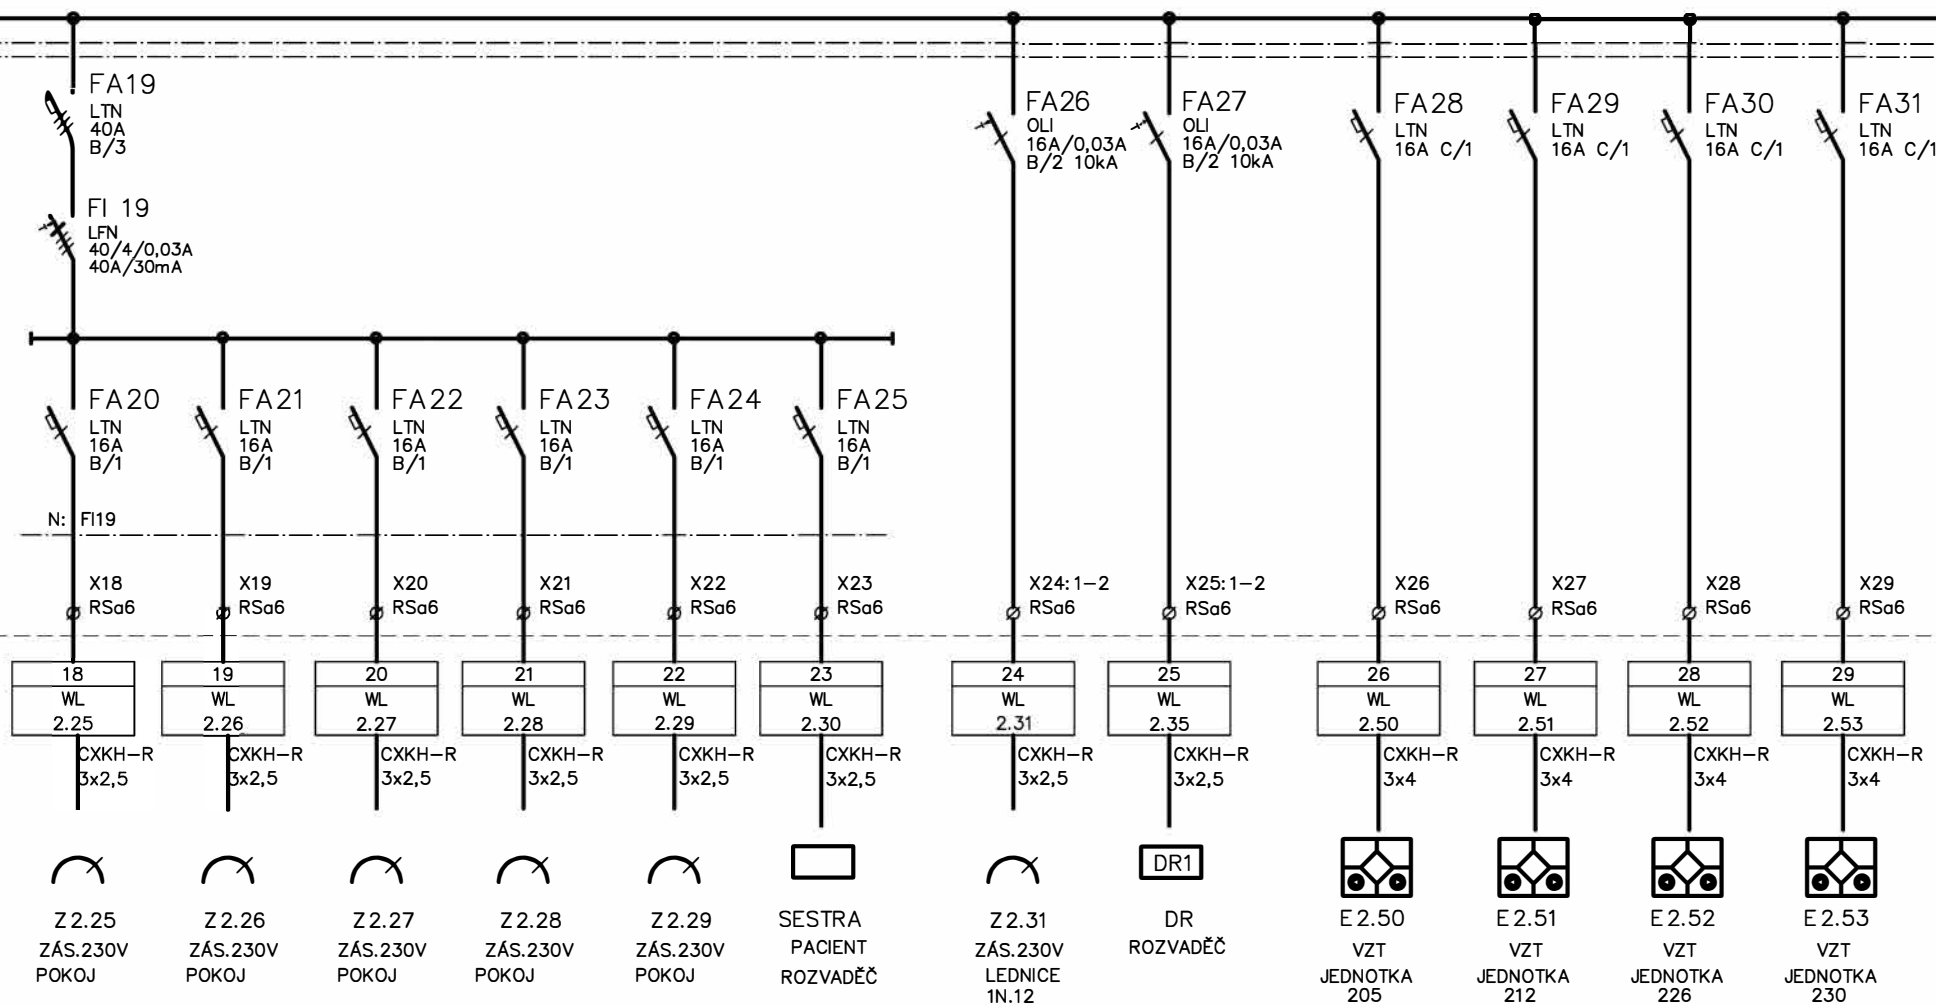 FA19
LTN
40A
B/3
FI 19
LFN
40/4/0,03A
40A/30mA
FA26
OLI
16A/0,03A
B/2 10kA
FA27
OLI
16A/0,03A
B/2 10kA
FA28
LTN
16A C/1
FA29
LTN
16A C/1
FA30
LTN
16A C/1
FA31
LTN
16A C/1
FA20
LTN
16A
B/1
FA21
LTN
16A
B/1
FA22
LTN
16A
B/1
FA23
LTN
16A
B/1
FA24
LTN
16A
B/1
FA25
LTN
16A
B/1
N: FI19
X18
RSa6
X19
RSa6
X20
RSa6
X21
RSa6
X22
RSa6
X23
RSa6
X24:1-2
RSa6
X25:1-2
RSa6
X26
RSa6
X27
RSa6
X28
RSa6
X29
RSa6
18
WL
2.25
CXKH-R
3x2,5
19
WL
2.26
CXKH-R
3x2,5
20
WL
2.27
CXKH-R
3x2,5
21
WL
2.28
CXKH-R
3x2,5
22
WL
2.29
CXKH-R
3x2,5
23
WL
2.30
CXKH-R
3x2,5
24
WL
2.31
CXKH-R
3x2,5
25
WL
2.35
CXKH-R
3x2,5
26
WL
2.50
CXKH-R
3x4
27
WL
2.51
CXKH-R
3x4
28
WL
2.52
CXKH-R
3x4
29
WL
2.53
CXKH-R
3x4
Z2.25
ZÁS.230V
POKOJ
Z2.26
ZÁS.230V
POKOJ
Z2.27
ZÁS.230V
POKOJ
Z2.28
ZÁS.230V
POKOJ
Z2.29
ZÁS.230V
POKOJ
SESTRA
PACIENT
ROZVADĚČ
Z2.31
ZÁS.230V
LEDNICE
1N.12
DR1
DR
ROZVADĚČ
E2.50
VZT
JEDNOTKA
205
E2.51
VZT
JEDNOTKA
212
E2.52
VZT
JEDNOTKA
226
E2.53
VZT
JEDNOTKA
230